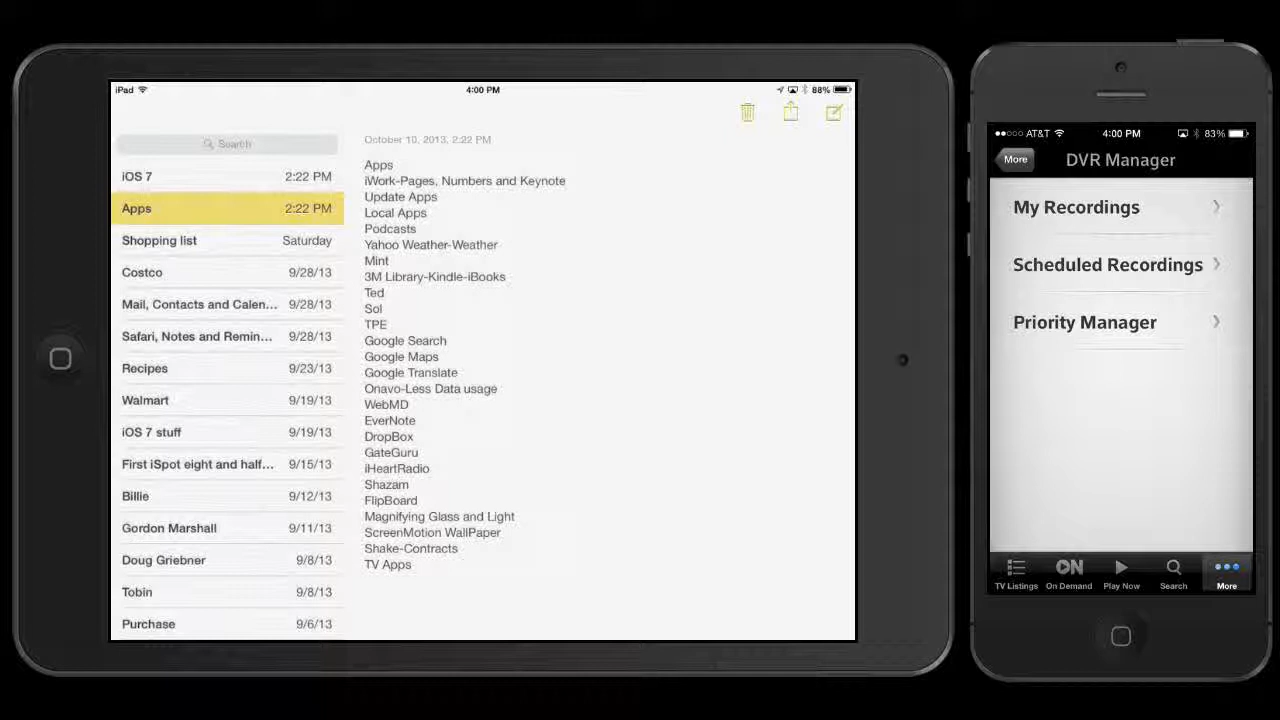 iPad
4:00 PM
88%
Search
iOS 7 2:22 PM
Apps 2:22 PM
Shopping list Saturday
Costco 9/28/13
Mail, Contacts and Calen... 9/28/13
Safari, Notes and Remin... 9/28/13
Recipes 9/23/13
Walmart 9/19/13
iOS 7 stuff 9/19/13
First iSpot eight and half... 9/15/13
Billie 9/12/13
Gordon Marshall 9/11/13
Doug Griebner 9/8/13
Tobin 9/8/13
Purchase 9/6/13
October 10, 2013, 2:22 PM
Apps
iWork-Pages, Numbers and Keynote
Update Apps
Local Apps
Podcasts
Yahoo Weather-Weather
Mint
3M Library-Kindle-iBooks
Ted
Sol
TPE
Google Search
Google Maps
Google Translate
Onavo-Less Data usage
WebMD
EverNote
DropBox
GateGuru
iHeartRadio
Shazam
FlipBoard
Magnifying Glass and Light
ScreenMotion WallPaper
Shake-Contracts
TV Apps
AT&T 4:00 PM 83%
More DVR Manager
My Recordings
Scheduled Recordings
Priority Manager
ON
TV Listings On Demand Play Now Search More